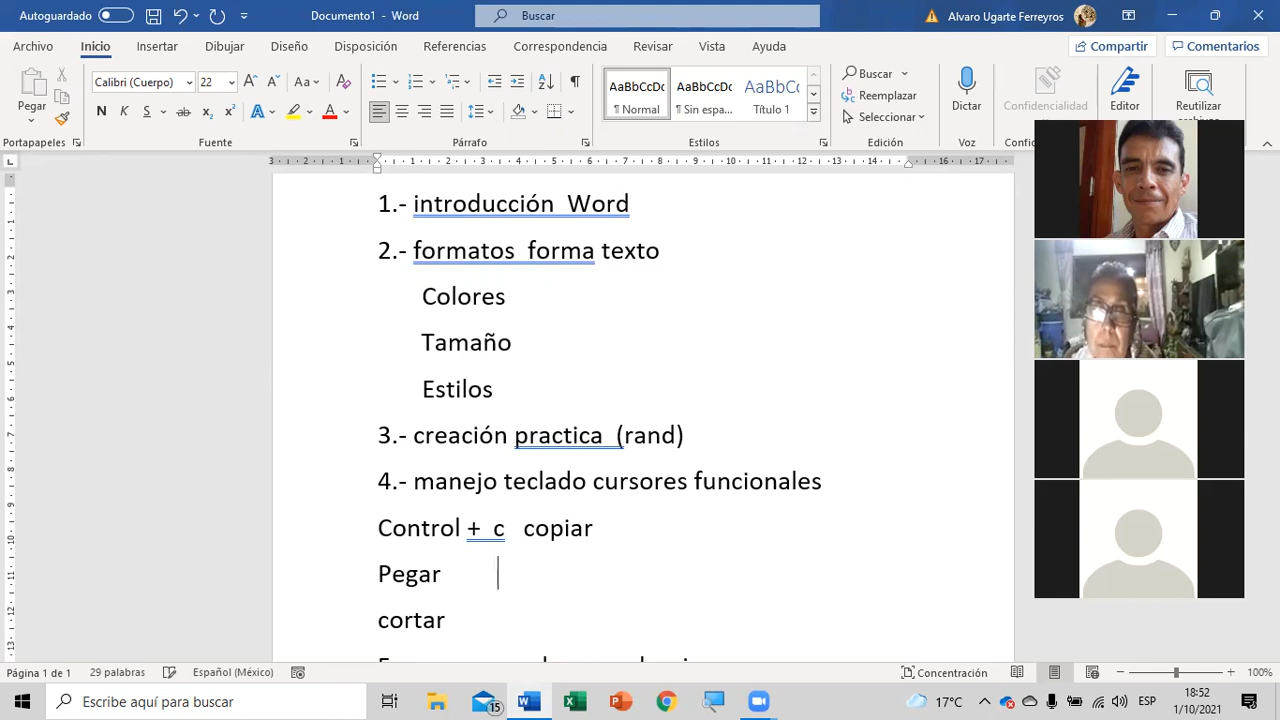 Autoguardado
Documento1 - Word
Buscar
Alvaro Ugarte Ferreyros
Archivo Inicio Insertar Dibujar Diseño Disposición Referencias Correspondencia Revisar Vista Ayuda
Compartir Comentarios
Pegar
Calibri (Cuerpo) 22
AaBbCcDc AaBbCcDc AaBbCc
¶ Normal ¶ Sin espa... Título 1
Buscar
Reemplazar
Seleccionar
Dictar
Confidencialidad
Editor
Reutilizar
Portapapeles Fuente Párrafo Estilos Edición Voz
1.- introducción Word
2.- formatos forma texto
Colores
Tamaño
Estilos
3.- creación practica (rand)
4.- manejo teclado cursores funcionales
Control + c copiar
Pegar
cortar
Página 1 de 1 29 palabras Español (México) Concentración 100%
Escribe aquí para buscar
15
17°C
ESP
18:52
1/10/2021